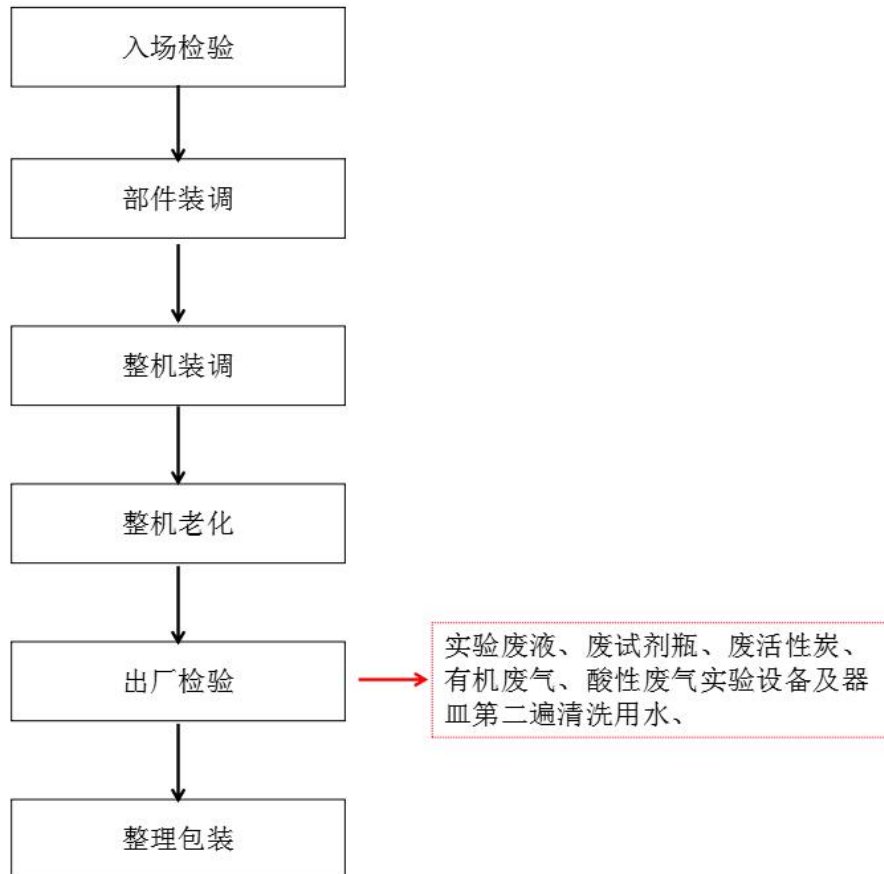 入场检验
部件装调
整机装调
整机老化
出厂检验
实验废液、废试剂瓶、废活性炭、
有机废气、酸性废气实验设备及器
皿第二遍清洗用水、
整理包装